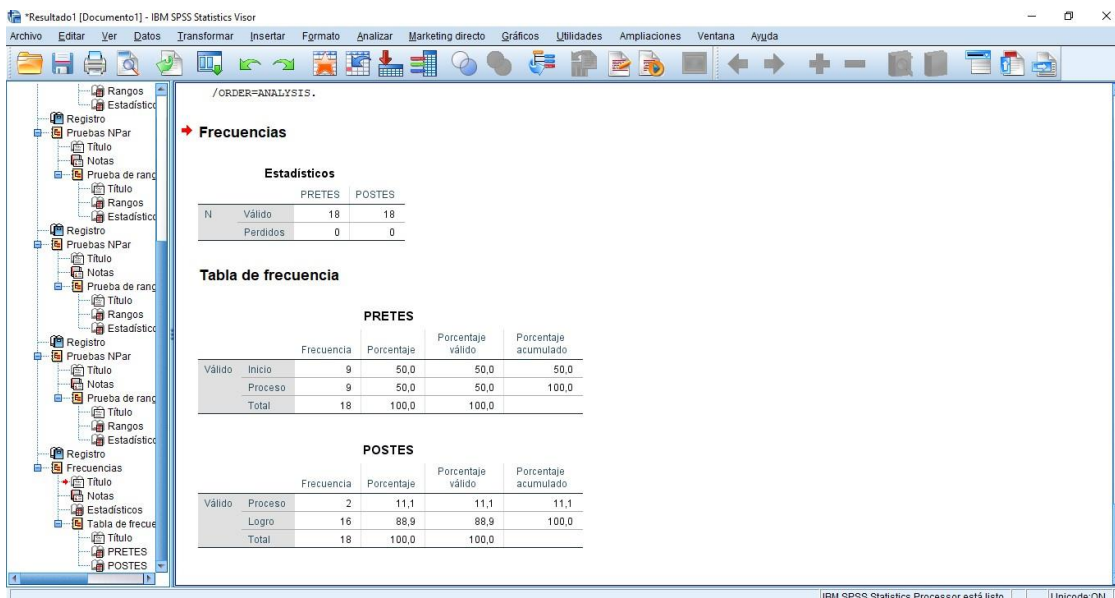 *Resultado1 [Documento1] - IBM SPSS Statistics Visor
Archivo Editar Ver Datos Transformar Insertar Formato Analizar Marketing directo Gráficos Utilidades Ampliaciones Ventana Ayuda
Rangos
Estadístico
Registro
Pruebas NPar
Título
Notas
Prueba de rang
Título
Rangos
Estadístico
Registro
Pruebas NPar
Título
Notas
Prueba de rang
Título
Rangos
Estadístico
Registro
Pruebas NPar
Título
Notas
Prueba de rang
Título
Rangos
Estadístico
Registro
Frecuencias
Título
Notas
Estadísticos
Tabla de frecue
Título
PRETES
POSTES
/ORDER=ANALYSIS.
Frecuencias
Estadísticos
PRETES POSTES
N Válido 18 18
Perdidos 0 0
Tabla de frecuencia
PRETES
Frecuencia Porcentaje Porcentaje válido Porcentaje acumulado
Válido Inicio 9 50,0 50,0 50,0
Proceso 9 50,0 50,0 100,0
Total 18 100,0 100,0
POSTES
Frecuencia Porcentaje Porcentaje válido Porcentaje acumulado
Válido Proceso 2 11,1 11,1 11,1
Logro 16 88,9 88,9 100,0
Total 18 100,0 100,0
IBM SPSS Statistics Processor está listo Unicode:ON